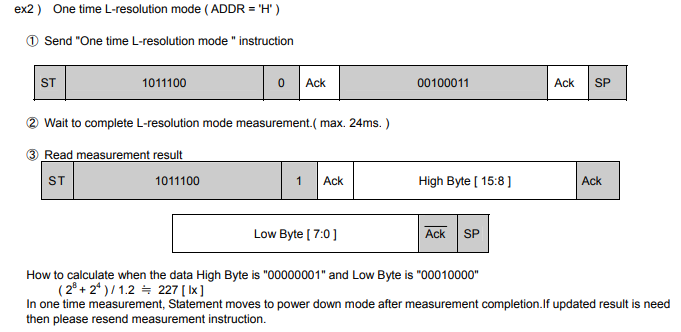 ex2 ) One time L-resolution mode ( ADDR = 'H' )
① Send "One time L-resolution mode " instruction
ST 1011100 0 Ack 00100011 Ack SP
② Wait to complete L-resolution mode measurement.( max. 24ms. )
③ Read measurement result
ST 1011100 1 Ack High Byte [ 15:8 ] Ack
Low Byte [ 7:0 ] A̅c̅k̅ SP
How to calculate when the data High Byte is "00000001" and Low Byte is "00010000"
( 2⁸ + 2⁴ ) / 1.2 ≒ 227 [ lx ]
In one time measurement, Statement moves to power down mode after measurement completion.If updated result is need
then please resend measurement instruction.